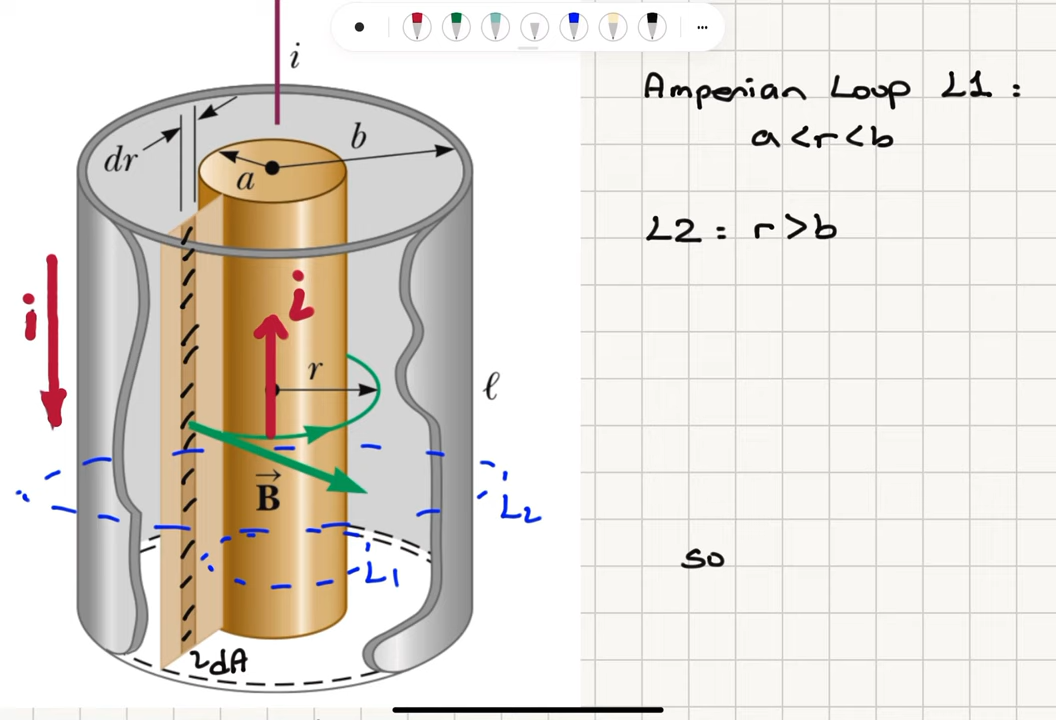 i
Amperian Loop L1 :
a<r<b
dr
b
a
L2 : r>b
i
i
r
ℓ
B
L2
so
L1
dA